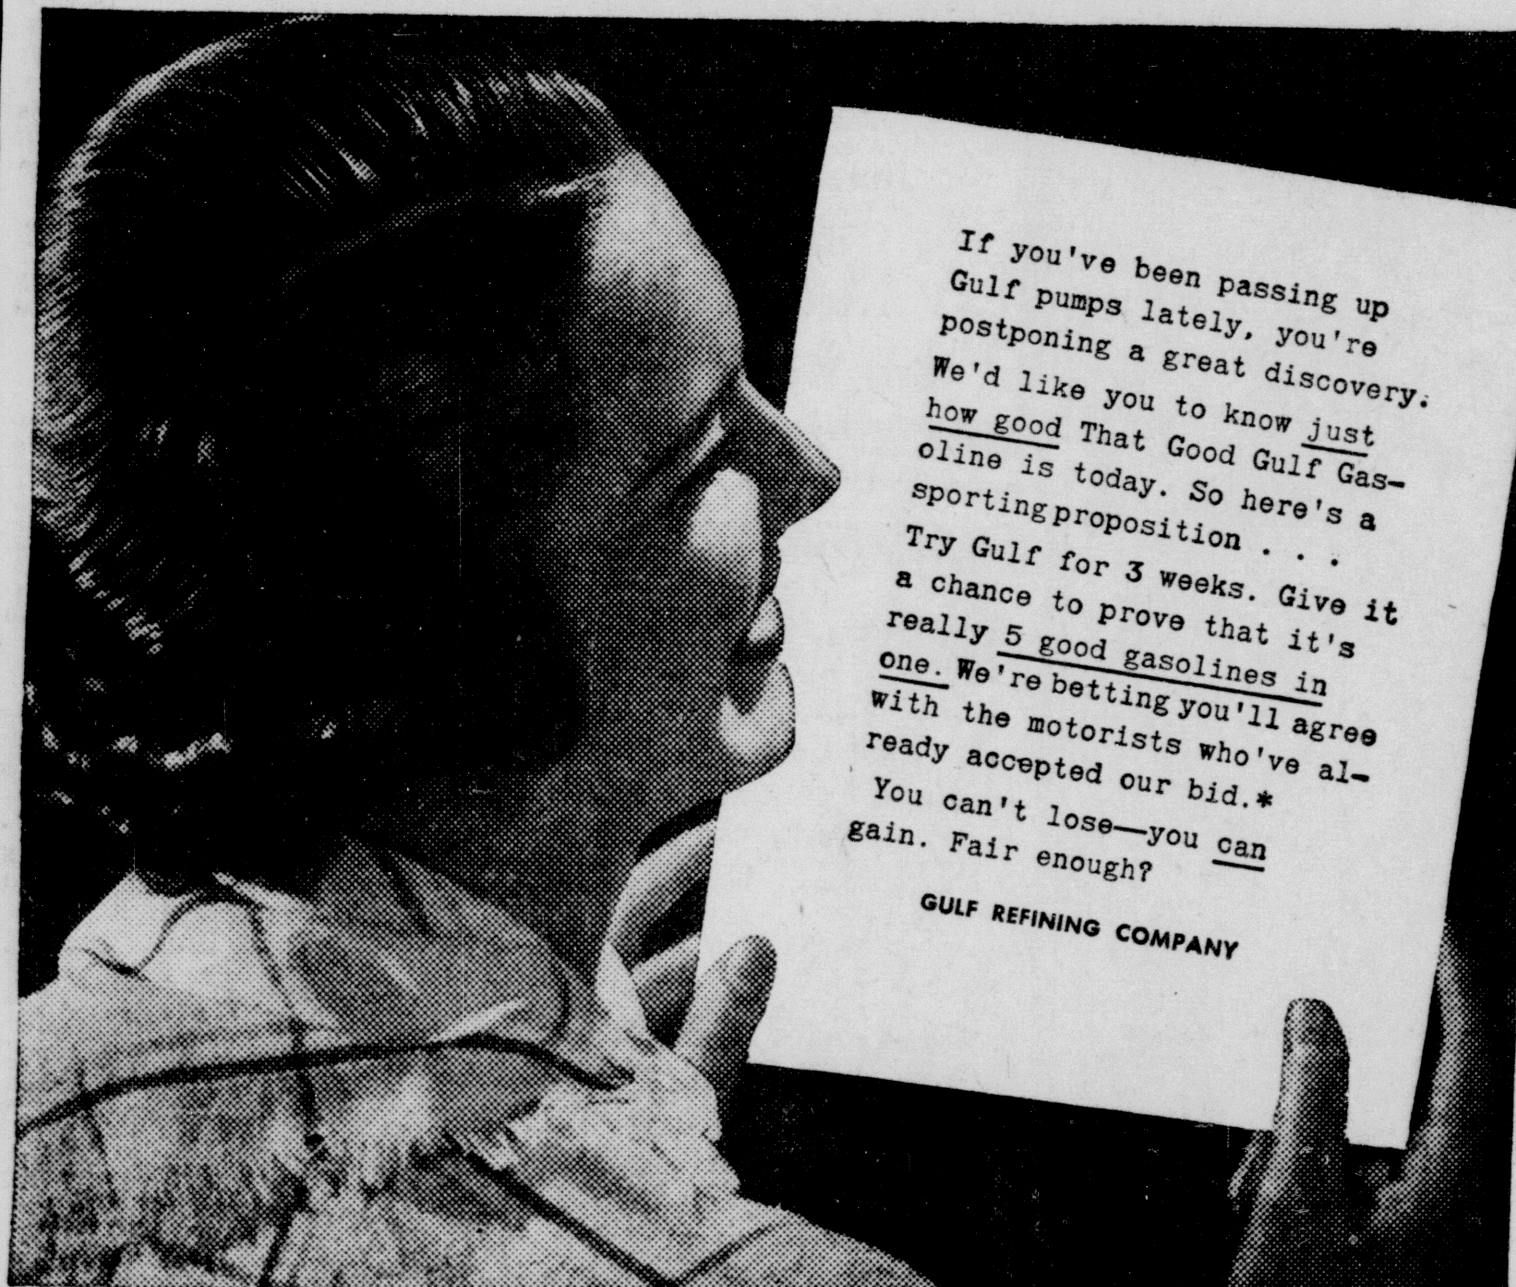 If you've been passing up
Gulf pumps lately, you're
postponing a great discovery.
We'd like you to know just
how good That Good Gulf Gas-
oline is today. So here's a
sporting proposition . . .
Try Gulf for 3 weeks. Give it
a chance to prove that it's
really 5 good gasolines in
one. We're betting you'll agree
with the motorists who've al-
ready accepted our bid.*
You can't lose—you can
gain. Fair enough?
GULF REFINING COMPANY